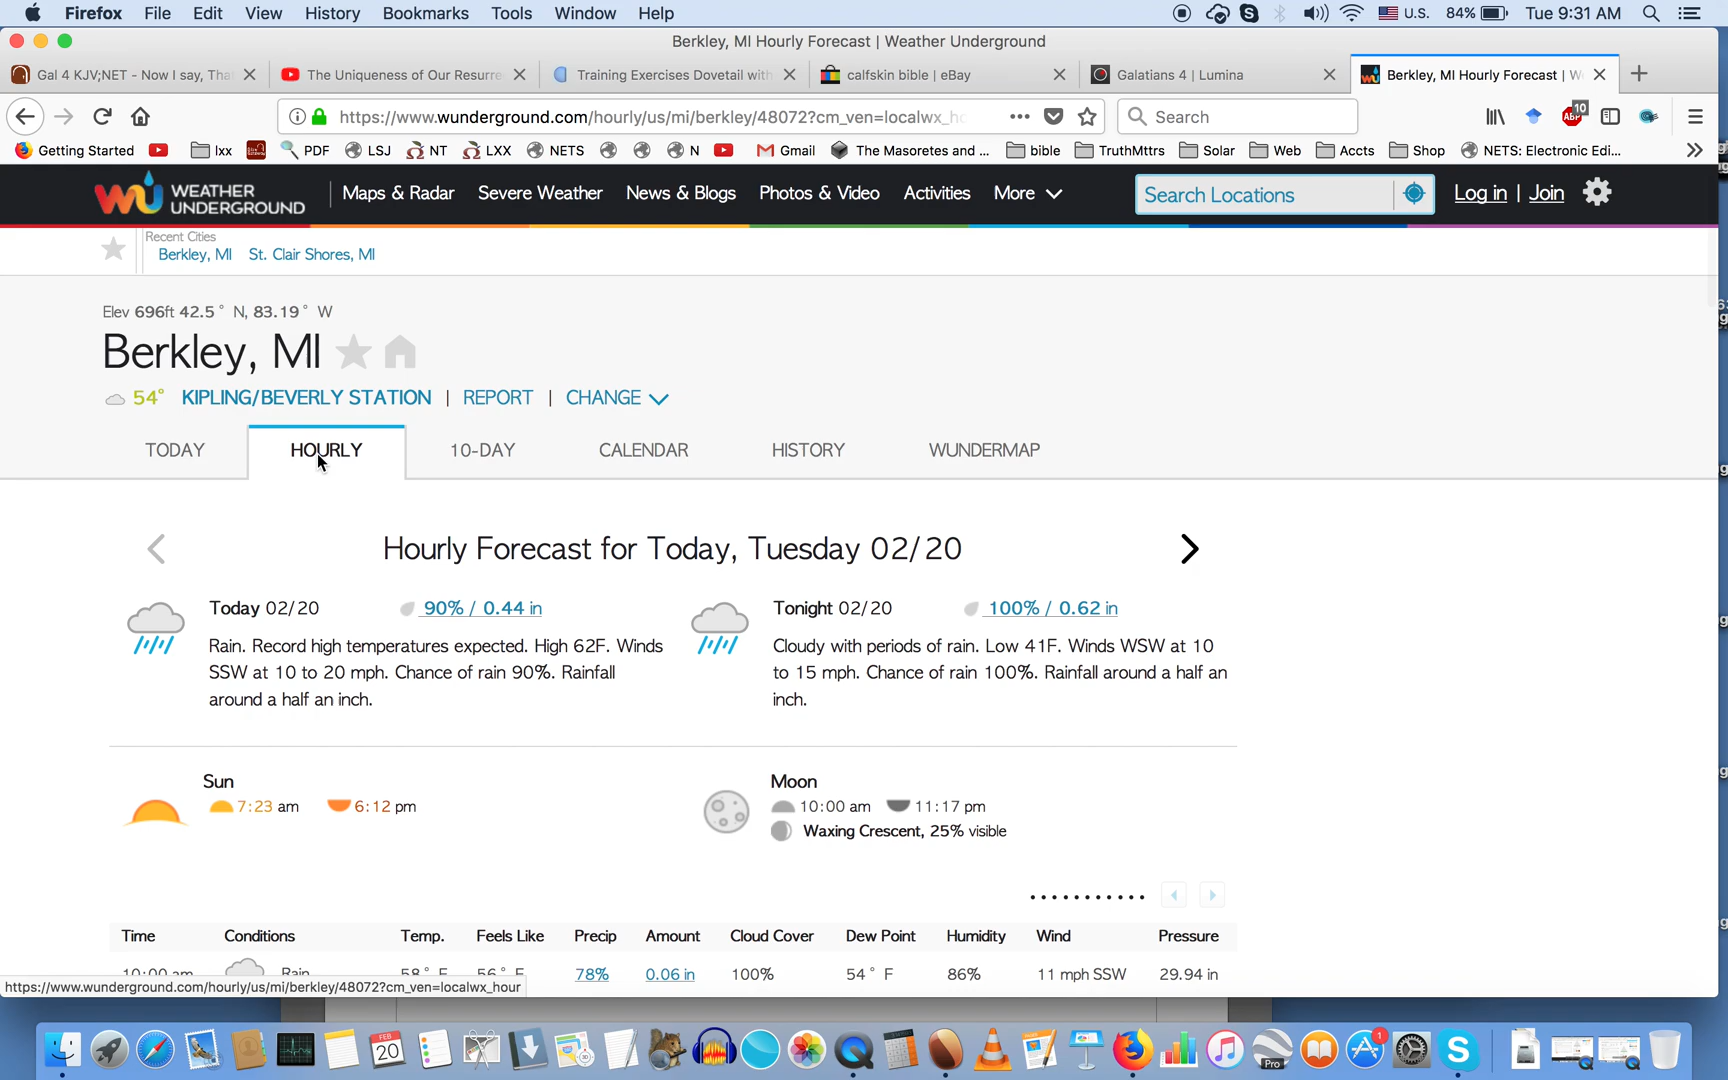 Firefox File Edit View History Bookmarks Tools Window Help U.S. 84% Tue 9:31 AM
Berkley, MI Hourly Forecast | Weather Underground
Gal 4 KJV;NET - Now I say, Tha The Uniqueness of Our Resurre Training Exercises Dovetail with calfskin bible | eBay Galatians 4 | Lumina Berkley, MI Hourly Forecast | W
https://www.wunderground.com/hourly/us/mi/berkley/48072?cm_ven=localwx_ho Search ABP 10
Getting Started lxx PDF LSJ NT LXX NETS N Gmail The Masoretes and ... bible TruthMttrs Solar Web Accts Shop NETS: Electronic Edi...
WEATHER UNDERGROUND Maps & Radar Severe Weather News & Blogs Photos & Video Activities More Search Locations Log in | Join
Recent Cities
Berkley, MI St. Clair Shores, MI
Elev 696ft 42.5° N, 83.19° W
Berkley, MI
54° KIPLING/BEVERLY STATION | REPORT | CHANGE
TODAY HOURLY 10-DAY CALENDAR HISTORY WUNDERMAP
Hourly Forecast for Today, Tuesday 02/20
Today 02/20 90% / 0.44 in
Rain. Record high temperatures expected. High 62F. Winds
SSW at 10 to 20 mph. Chance of rain 90%. Rainfall
around a half an inch.
Tonight 02/20 100% / 0.62 in
Cloudy with periods of rain. Low 41F. Winds WSW at 10
to 15 mph. Chance of rain 100%. Rainfall around a half an
inch.
Sun
7:23 am 6:12 pm
Moon
10:00 am 11:17 pm
Waxing Crescent, 25% visible
Time Conditions Temp. Feels Like Precip Amount Cloud Cover Dew Point Humidity Wind Pressure
10:00 am Rain 58° F 56° F 78% 0.06 in 100% 54° F 86% 11 mph SSW 29.94 in
https://www.wunderground.com/hourly/us/mi/berkley/48072?cm_ven=localwx_hour
FEB
20
Pro
1